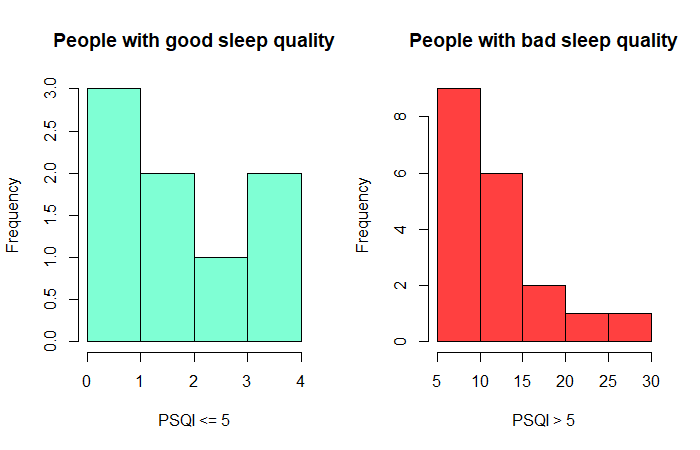 People with good sleep quality
Frequency
0.0 0.5 1.0 1.5 2.0 2.5 3.0
0 1 2 3 4
PSQI <= 5
People with bad sleep quality
Frequency
0 2 4 6 8
5 10 15 20 25 30
PSQI > 5